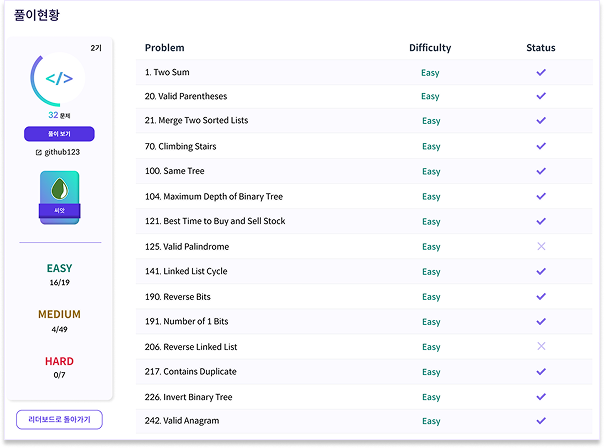 풀이현황
2기
</>
32 문제
풀이 보기
github123
씨앗
EASY
16/19
MEDIUM
4/49
HARD
0/7
리더보드로 돌아가기
Problem Difficulty Status
1. Two Sum Easy
20. Valid Parentheses Easy
21. Merge Two Sorted Lists Easy
70. Climbing Stairs Easy
100. Same Tree Easy
104. Maximum Depth of Binary Tree Easy
121. Best Time to Buy and Sell Stock Easy
125. Valid Palindrome Easy
141. Linked List Cycle Easy
190. Reverse Bits Easy
191. Number of 1 Bits Easy
206. Reverse Linked List Easy
217. Contains Duplicate Easy
226. Invert Binary Tree Easy
242. Valid Anagram Easy